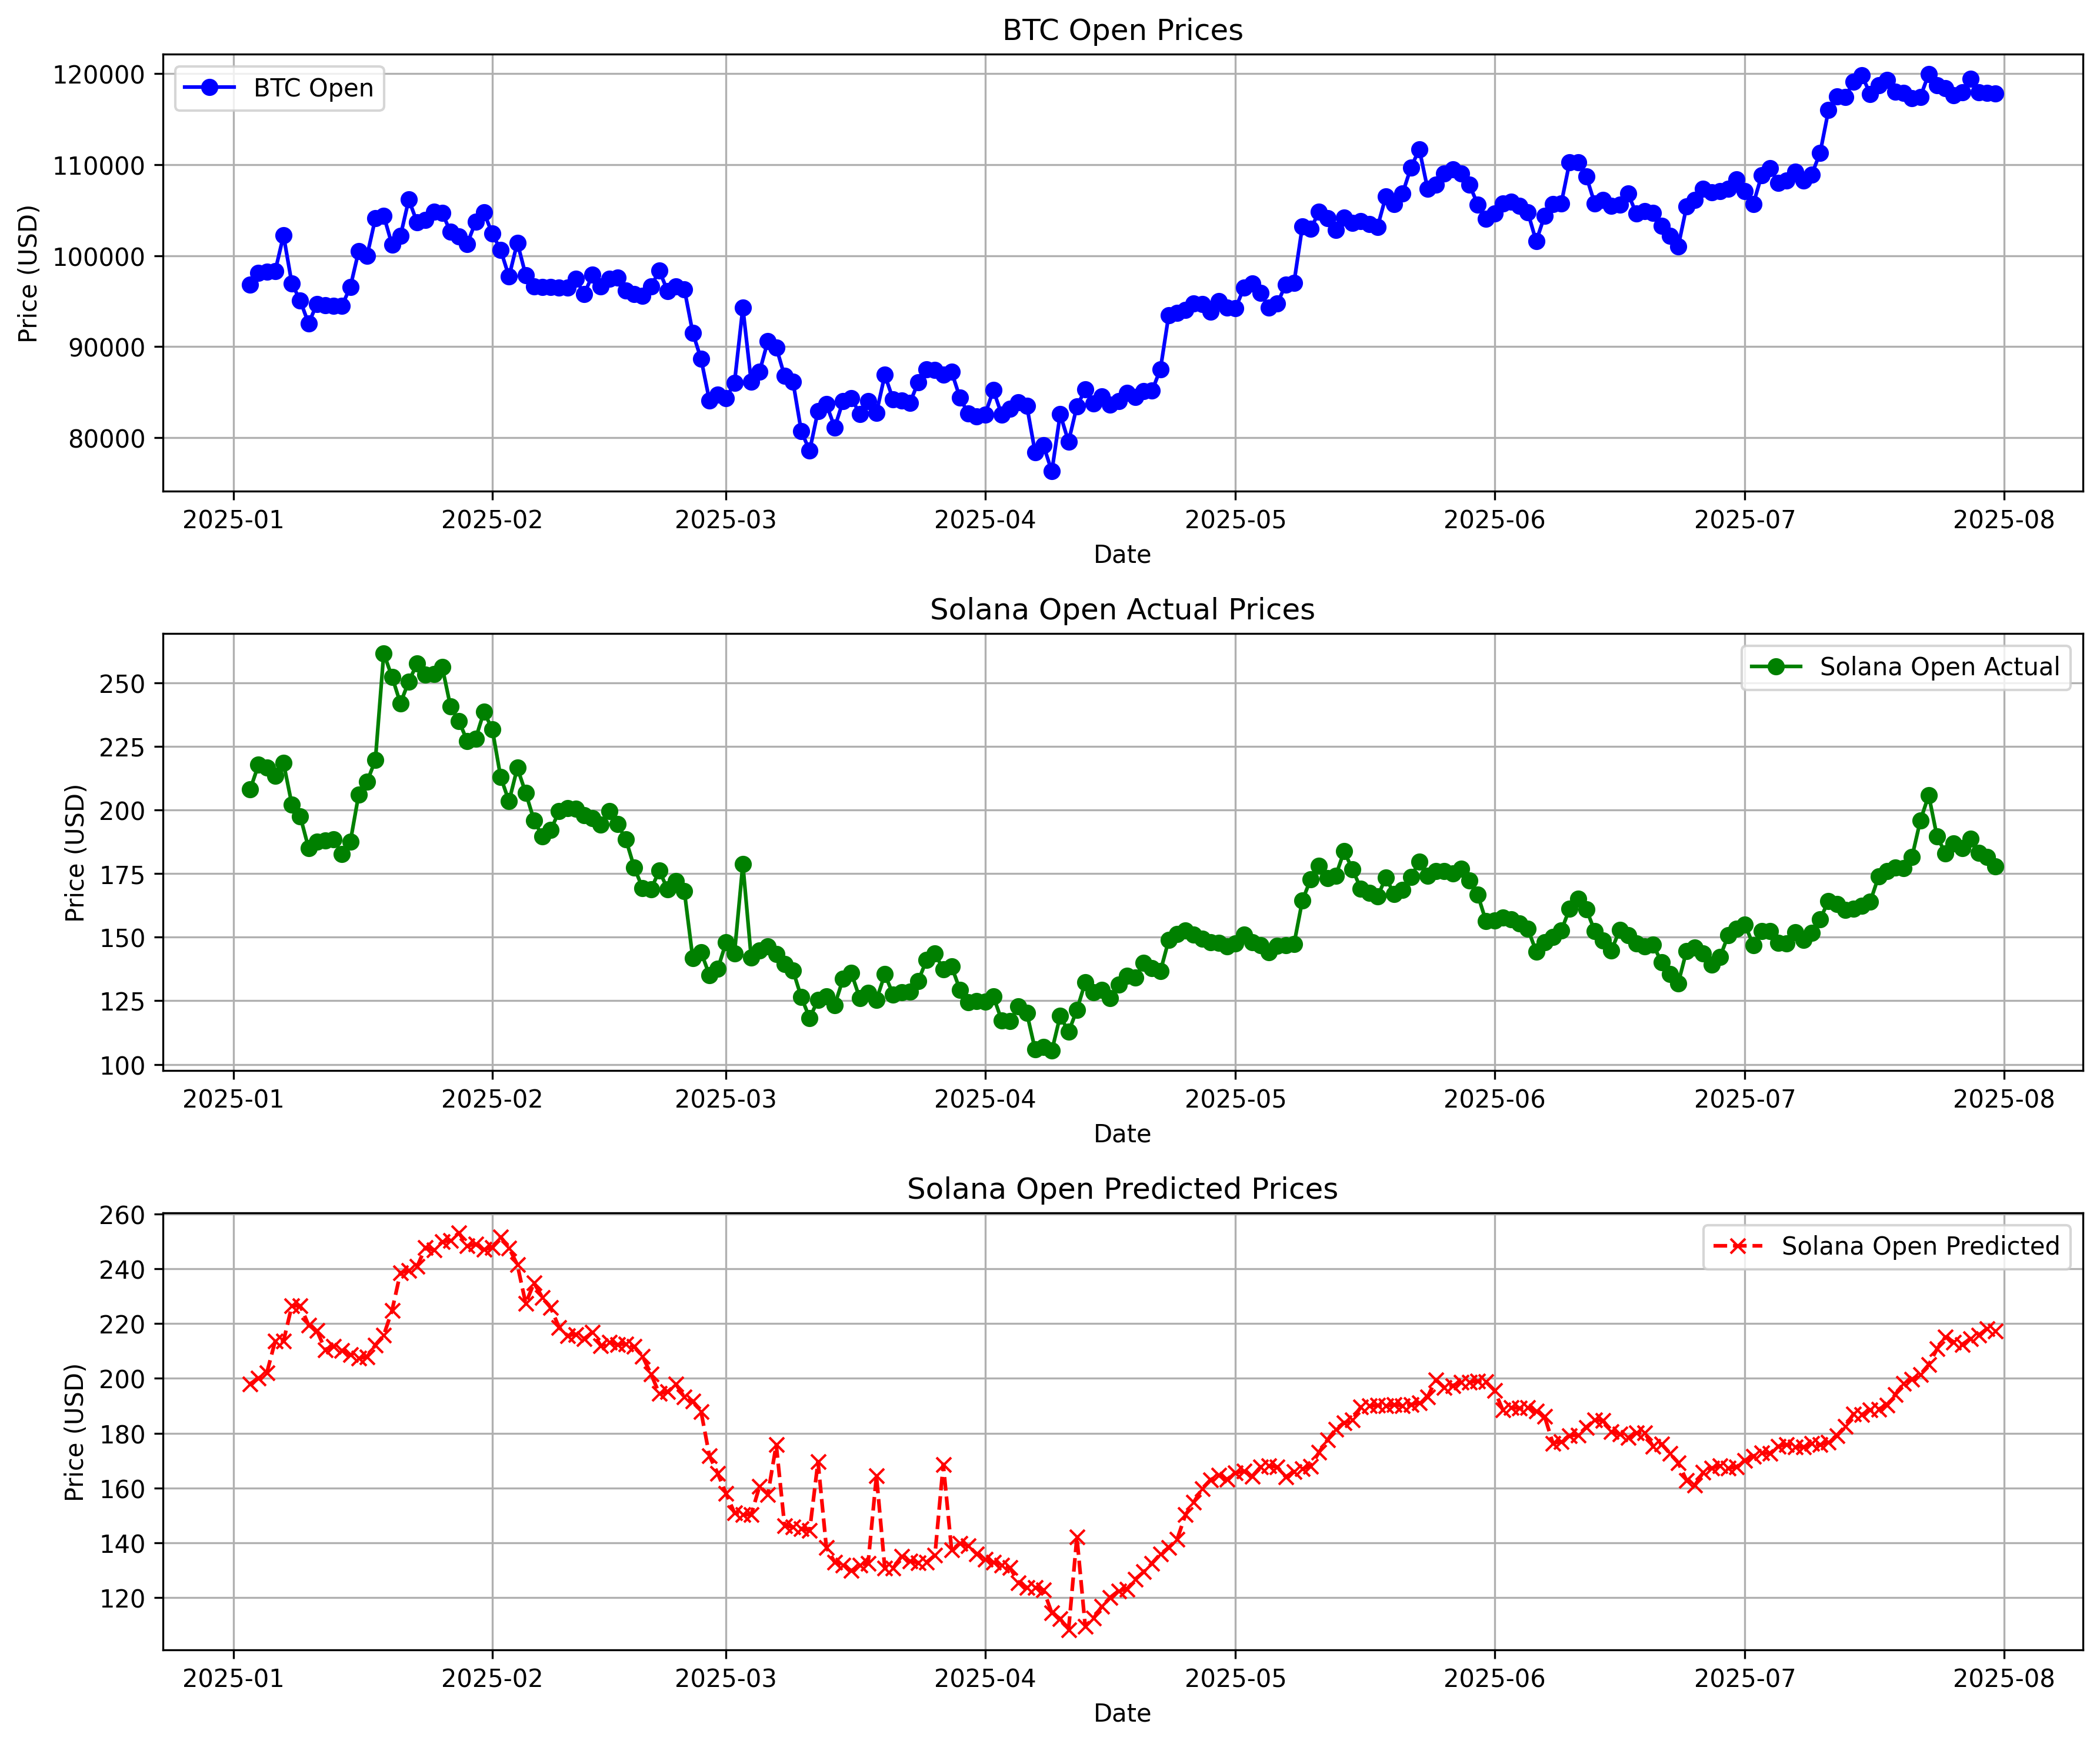 BTC Open Prices
BTC Open
120000
110000
100000
90000
80000
Price (USD)
2025-01 2025-02 2025-03 2025-04 2025-05 2025-06 2025-07 2025-08
Date
Solana Open Actual Prices
Solana Open Actual
250
225
200
175
150
125
100
Price (USD)
2025-01 2025-02 2025-03 2025-04 2025-05 2025-06 2025-07 2025-08
Date
Solana Open Predicted Prices
Solana Open Predicted
260
240
220
200
180
160
140
120
Price (USD)
2025-01 2025-02 2025-03 2025-04 2025-05 2025-06 2025-07 2025-08
Date